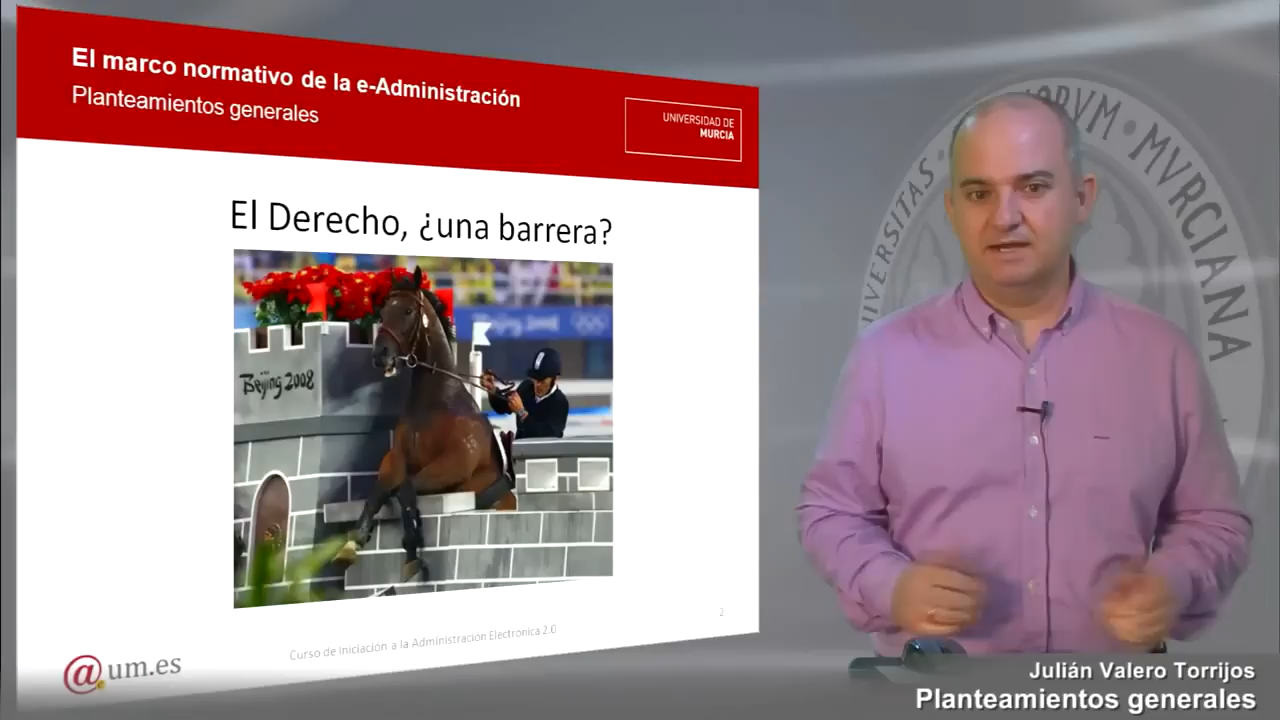 El marco normativo de la e-Administración
Planteamientos generales
UNIVERSIDAD DE
MURCIA
El Derecho, ¿una barrera?
Beijing 2008
Beijing 2008
Curso de Iniciación a la Administración Electrónica 2.0
2
@um.es
MVRCIANA
Julián Valero Torrijos
Planteamientos generales